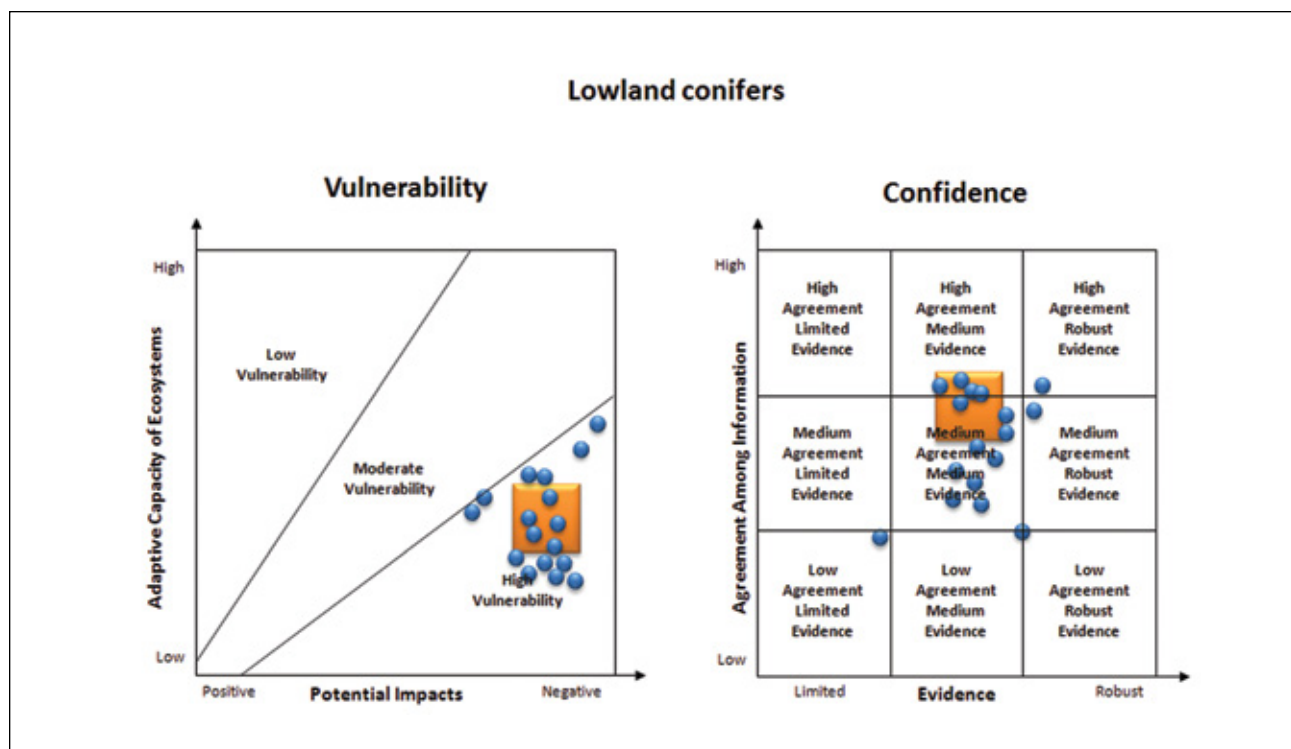 Lowland conifers
Vulnerability
High
Low
Vulnerability
Moderate
Vulnerability
High
Vulnerability
Low
Adaptive Capacity of Ecosystems
Positive
Potential Impacts
Negative
Confidence
High
High
Agreement
Limited
Evidence
High
Agreement
Medium
Evidence
High
Agreement
Robust
Evidence
Medium
Agreement
Limited
Evidence
Medium
Agreement
Medium
Evidence
Medium
Agreement
Robust
Evidence
Low
Agreement
Limited
Evidence
Low
Agreement
Medium
Evidence
Low
Agreement
Robust
Evidence
Low
Agreement Among Information
Limited
Evidence
Robust